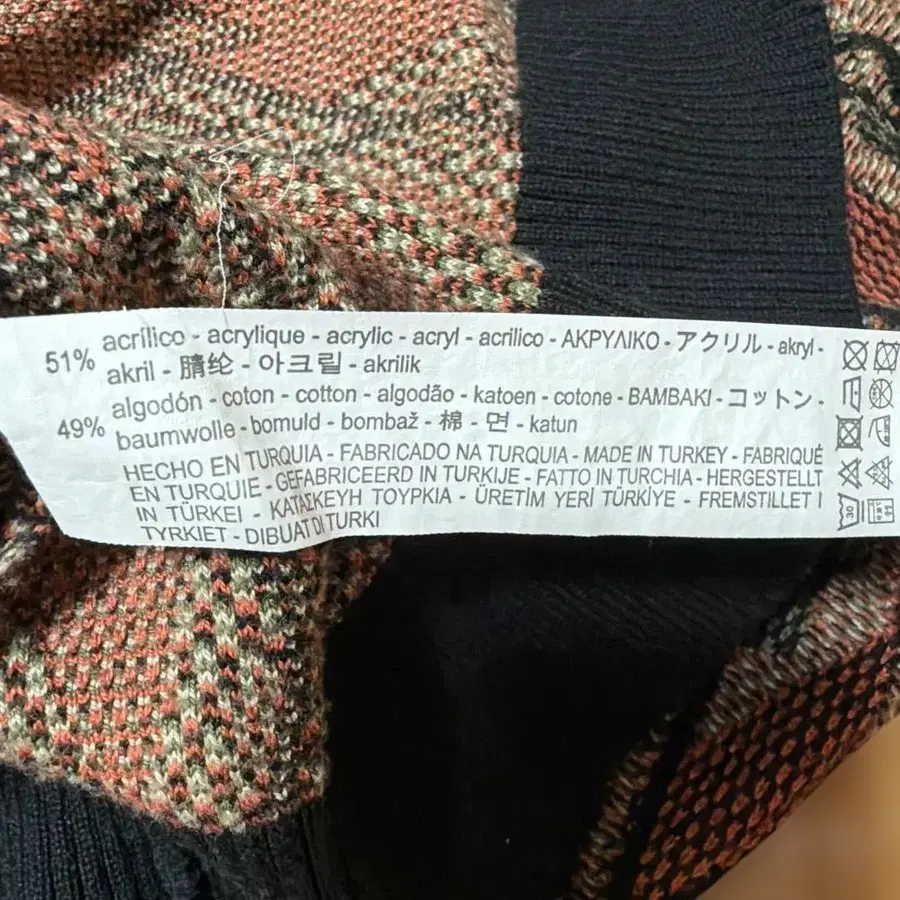 51% acrílico - acrylique - acrylic - acryl - acrilico - ΑΚΡΥΛΙΚΟ - アクリル - akryl -
akril - 腈纶 - 아크릴 - akrilik
49% algodón - coton - cotton - algodão - katoen - cotone - BAMBAKI - コットン -
baumwolle - bomuld - bombaž - 棉 - 면 - katun
HECHO EN TURQUIA - FABRICADO NA TURQUIA - MADE IN TURKEY - FABRIQUÉ
EN TURQUIE - GEFABRICEERD IN TURKIJE - FATTO IN TURCHIA - HERGESTELLT
IN TÜRKEI - ΚΑΤΑΣΚΕΥΗ ΤΟΥΡΚΙΑ - ÜRETİM YERİ TÜRKİYE - FREMSTILLET I
TYRKIET - DIBUAT DI TURKI
30